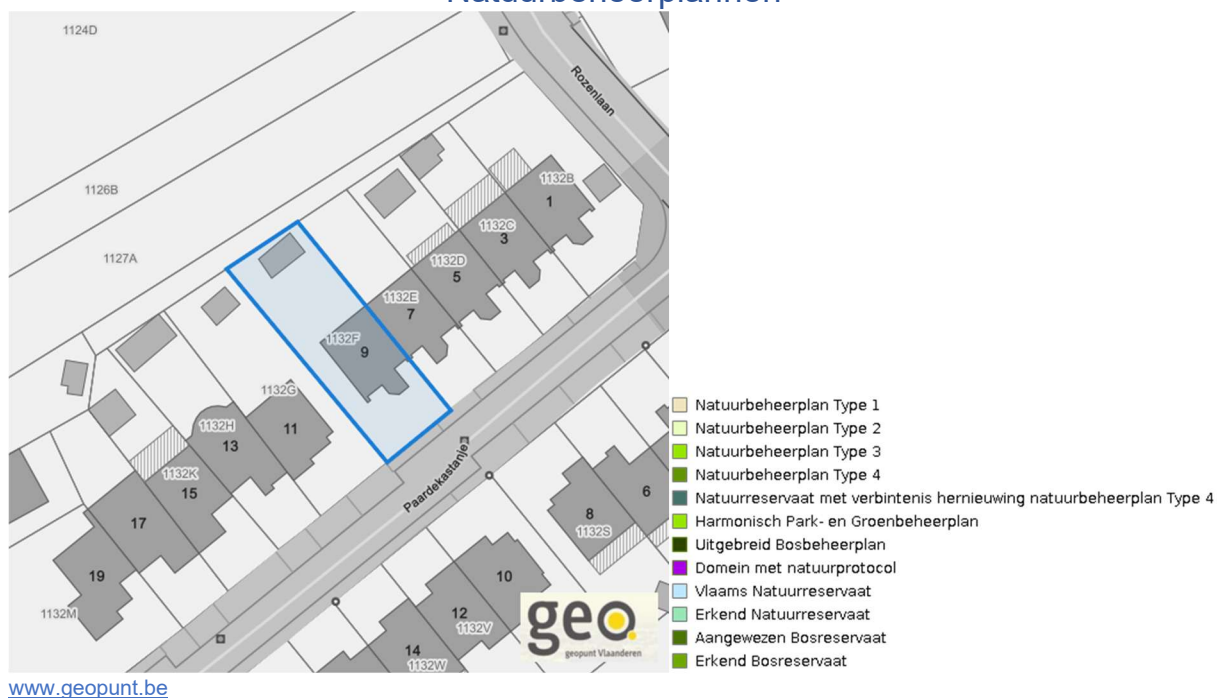 Natuurbeheerplannen
1124D
Rozenlaan
1126B
1132B
1
1132C
3
1127A
1132D
5
1132E
7
1132F
9
1132G
11
1132H
13
1132K
15
17
19
1132M
Paardekastanje
6
8
1132S
10
12
1132V
14
1132W
geo
geopunt Vlaanderen
Natuurbeheerplan Type 1
Natuurbeheerplan Type 2
Natuurbeheerplan Type 3
Natuurbeheerplan Type 4
Natuurreservaat met verbintenis hernieuwing natuurbeheerplan Type 4
Harmonisch Park- en Groenbeheerplan
Uitgebreid Bosbeheerplan
Domein met natuurprotocol
Vlaams Natuurreservaat
Erkend Natuurreservaat
Aangewezen Bosreservaat
Erkend Bosreservaat
www.geopunt.be